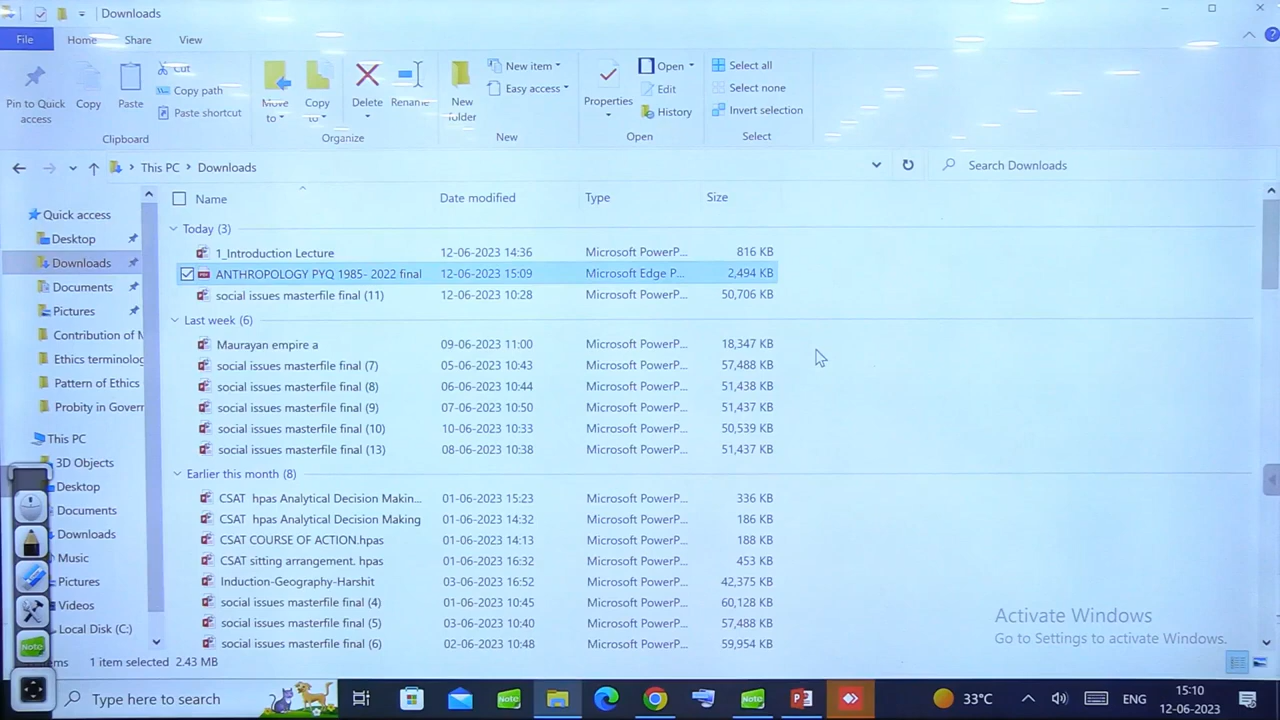 Downloads
File Home Share View
Pin to Quick access
Copy
Paste
Cut
Copy path
Paste shortcut
Clipboard
Move to
Copy to
Delete
Rename
Organize
New folder
New item
Easy access
New
Properties
Open
Edit
History
Open
Select all
Select none
Invert selection
Select
This PC > Downloads
Search Downloads
Quick access
Desktop
Downloads
Documents
Pictures
Contribution of M
Ethics terminolog
Pattern of Ethics
Probity in Govern
This PC
3D Objects
Desktop
Documents
Downloads
Music
Pictures
Videos
Local Disk (C:)
Name Date modified Type Size
Today (3)
1_Introduction Lecture 12-06-2023 14:36 Microsoft PowerP... 816 KB
ANTHROPOLOGY PYQ 1985- 2022 final 12-06-2023 15:09 Microsoft Edge P... 2,494 KB
social issues masterfile final (11) 12-06-2023 10:28 Microsoft PowerP... 50,706 KB
Last week (6)
Maurayan empire a 09-06-2023 11:00 Microsoft PowerP... 18,347 KB
social issues masterfile final (7) 05-06-2023 10:43 Microsoft PowerP... 57,488 KB
social issues masterfile final (8) 06-06-2023 10:44 Microsoft PowerP... 51,438 KB
social issues masterfile final (9) 07-06-2023 10:50 Microsoft PowerP... 51,437 KB
social issues masterfile final (10) 10-06-2023 10:33 Microsoft PowerP... 50,539 KB
social issues masterfile final (13) 08-06-2023 10:38 Microsoft PowerP... 51,437 KB
Earlier this month (8)
CSAT hpas Analytical Decision Makin... 01-06-2023 15:23 Microsoft PowerP... 336 KB
CSAT hpas Analytical Decision Making 01-06-2023 14:32 Microsoft PowerP... 186 KB
CSAT COURSE OF ACTION.hpas 01-06-2023 14:13 Microsoft PowerP... 188 KB
CSAT sitting arrangement. hpas 01-06-2023 16:32 Microsoft PowerP... 453 KB
Induction-Geography-Harshit 03-06-2023 16:52 Microsoft PowerP... 42,375 KB
social issues masterfile final (4) 01-06-2023 10:45 Microsoft PowerP... 60,128 KB
social issues masterfile final (5) 03-06-2023 10:40 Microsoft PowerP... 57,488 KB
social issues masterfile final (6) 02-06-2023 10:48 Microsoft PowerP... 59,954 KB
Activate Windows
Go to Settings to activate Windows.
Note
1 item selected 2.43 MB
Type here to search
Note
Note
33°C
ENG
15:10
12-06-2023